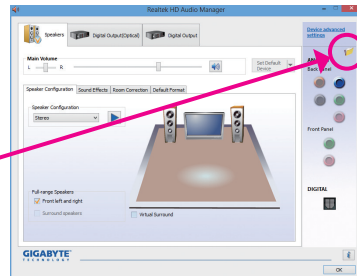 Realtek HD Audio Manager
Speakers
Digital Output(Optical)
Digital Output
Device advanced
settings
Main Volume
L
R
Set Default
Device
Back Panel
Speaker Configuration
Sound Effects
Room Correction
Default Format
Speaker Configuration
Stereo
Front Panel
Full-range Speakers
Front left and right
Surround speakers
Virtual Surround
DIGITAL
GIGABYTE
TECHNOLOGY
OK